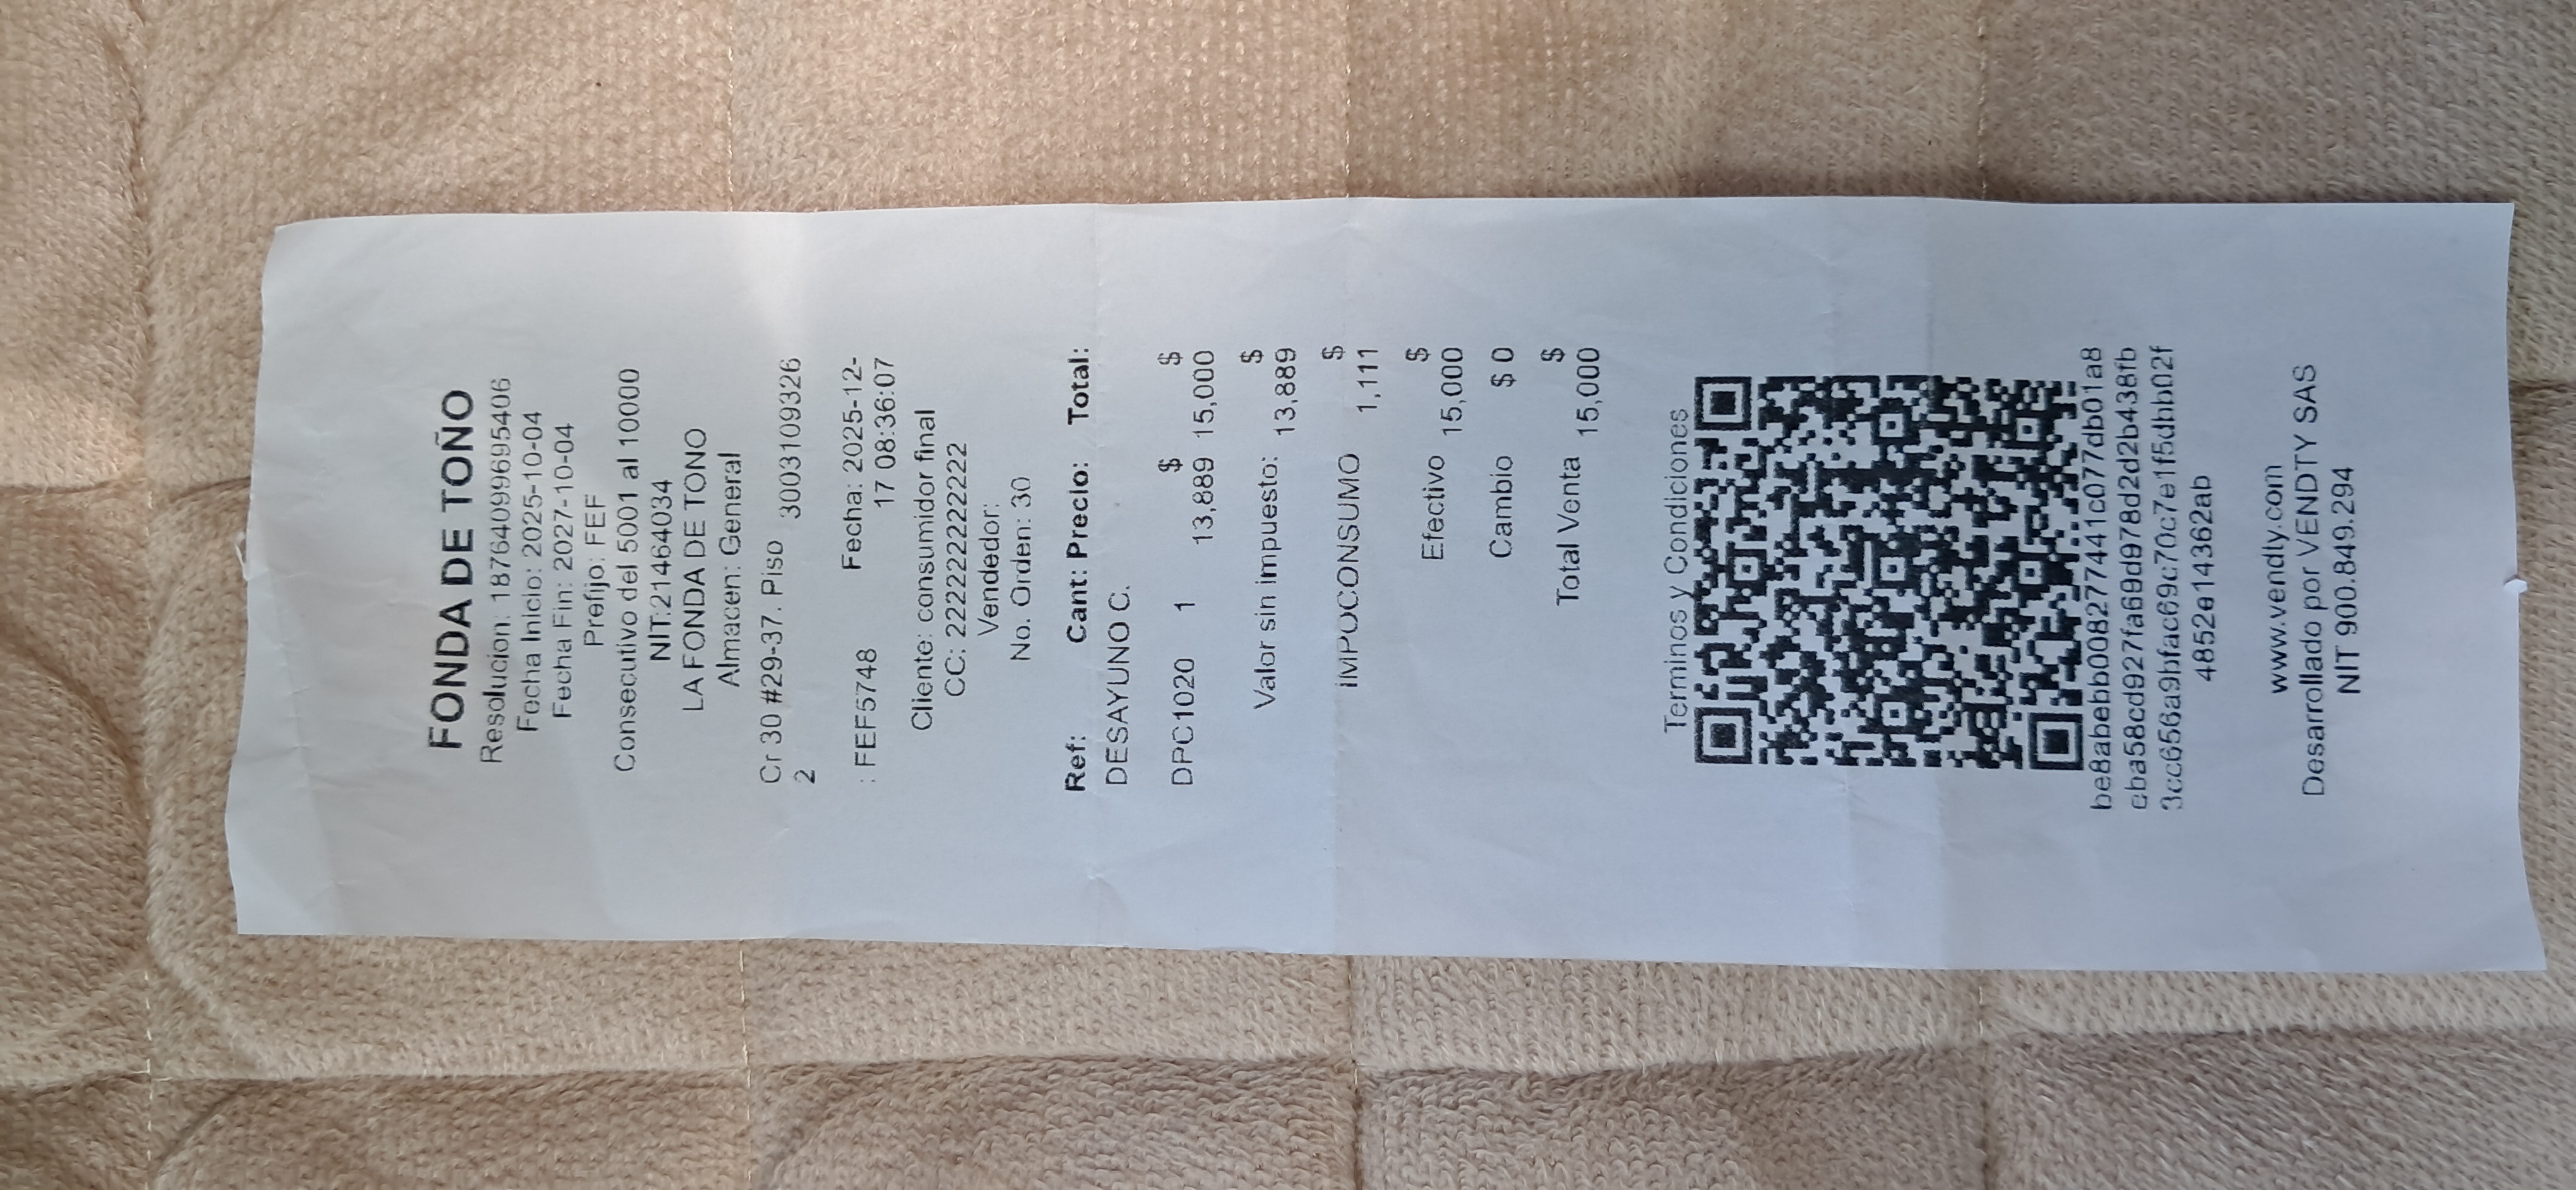 FONDA DE TOÑO
Resolucion: 18764099695406
Fecha Inicio: 2025-10-04
Fecha Fin: 2027-10-04
Prefijo: FEF
Consecutivo del 5001 al 10000
NIT:21464034
LA FONDA DE TONO
Almacen: General
Cr 30 #29-37. Piso 3003109326
2
: FEF5748 Fecha: 2025-12-
17 08:36:07
Cliente: consumidor final
CC: 222222222222
Vendedor:
No. Orden: 30
Ref: Cant: Precio: Total:
DESAYUNO C.
$ $
DPC1020 1 13,889 15,000
$
Valor sin impuesto: 13,889
$
IMPOCONSUMO 1,111
$
Efectivo 15,000
Cambio $ 0
$
Total Venta 15,000
Terminos y Condiciones
4852e14362ab
www.vendty.com
Desarrollado por VENDTY SAS
NIT 900.849.294